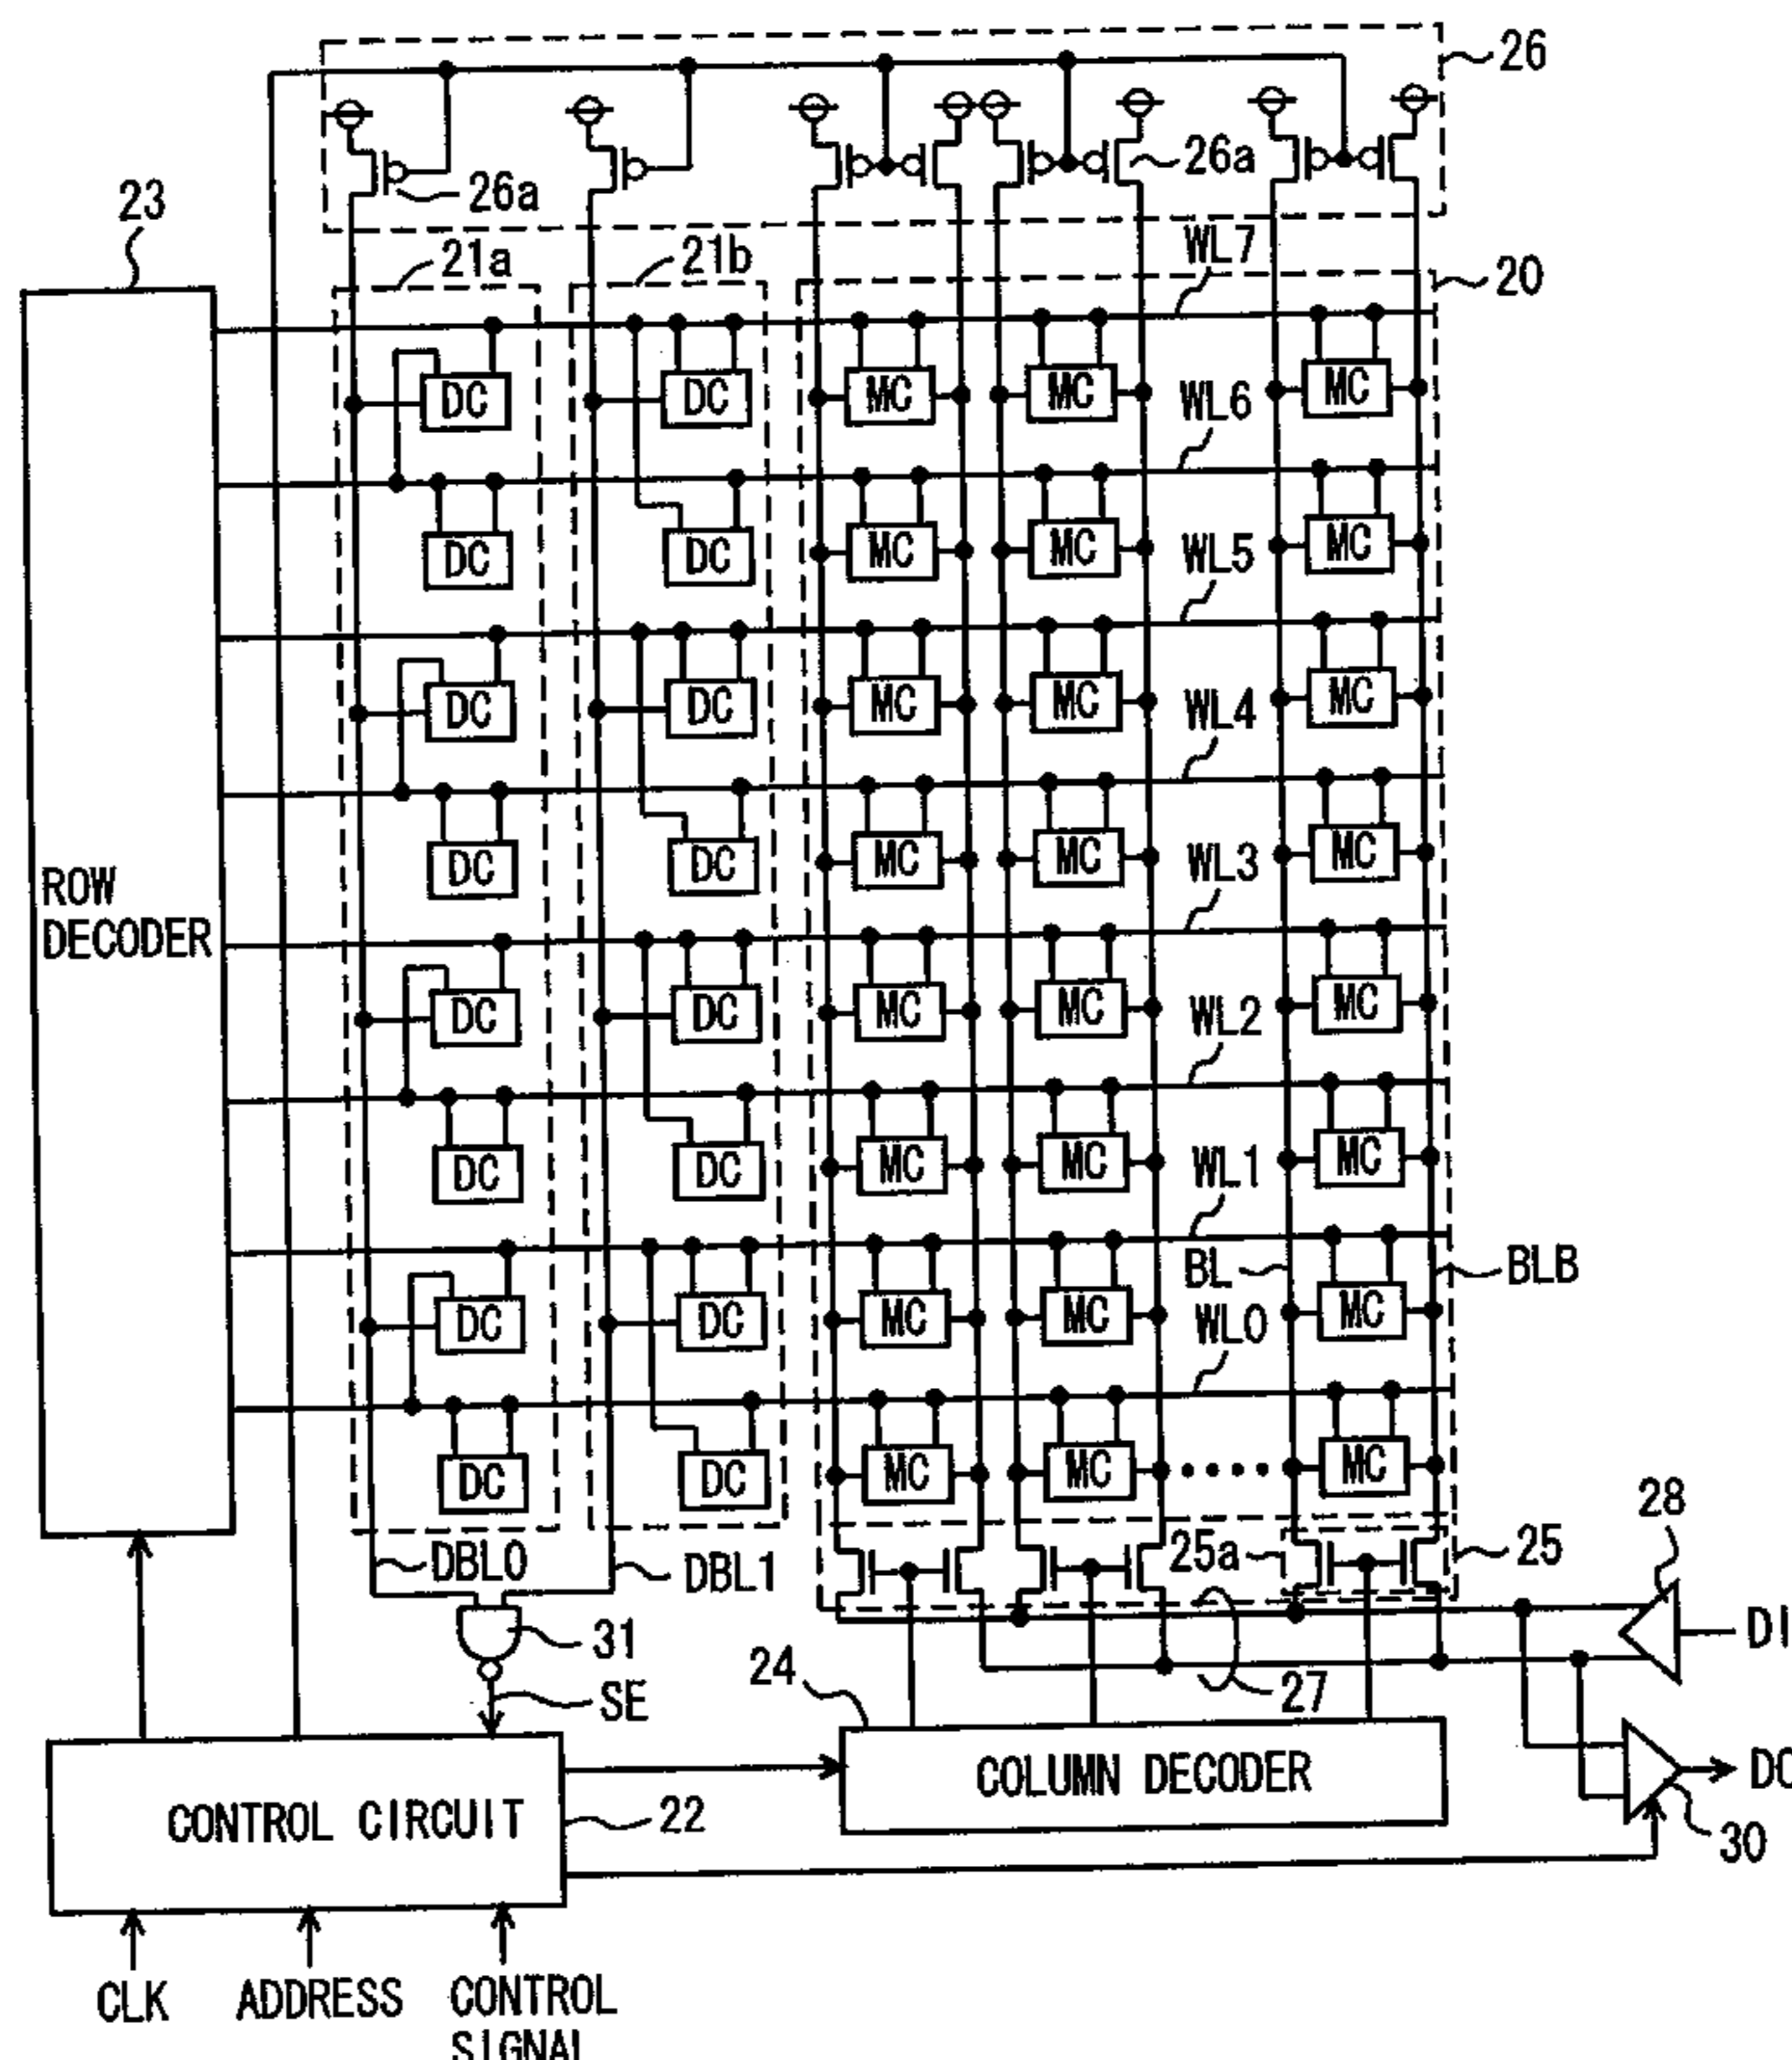 26
26a
26a
23
21a
21b
WL7
20
DC
DC
MC
MC
MC
WL6
DC
DC
MC
MC
MC
WL5
DC
DC
MC
MC
MC
WL4
DC
DC
MC
MC
MC
ROW
DECODER
WL3
DC
DC
MC
MC
MC
WL2
DC
DC
MC
MC
MC
WL1
BL
BLB
DC
DC
MC
MC
MC
WL0
DC
DC
MC
MC
MC
28
DBL0
DBL1
25a
25
31
DI
24
27
SE
COLUMN DECODER
DO
CONTROL CIRCUIT
22
30
CLK
ADDRESS
CONTROL
SIGNAL